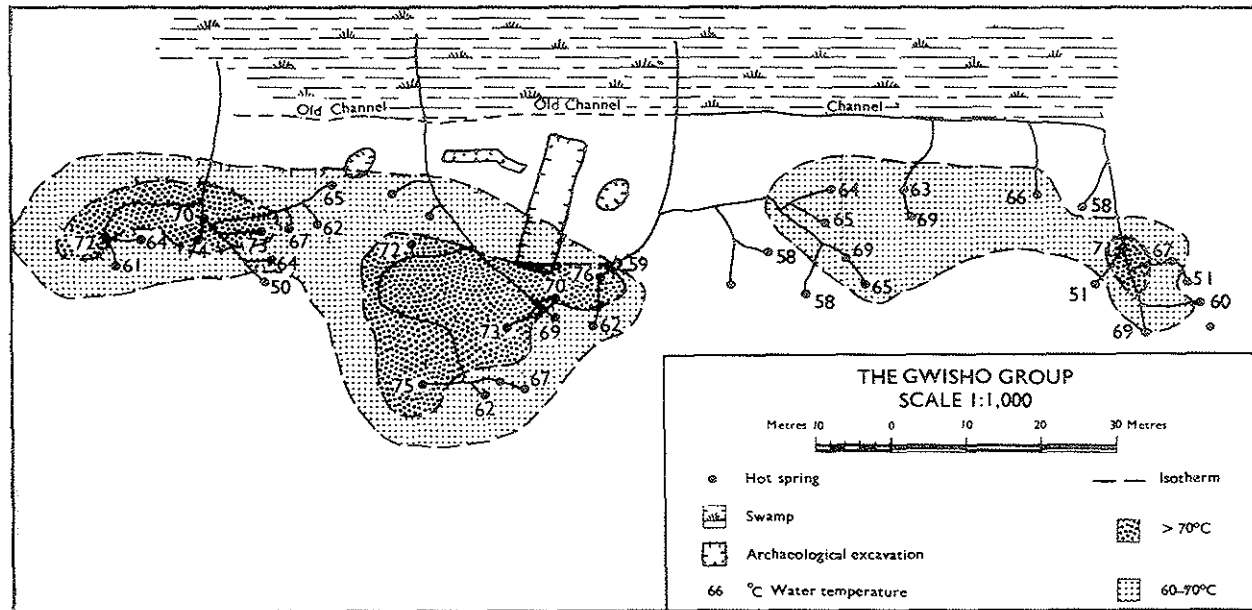 Old Channel
Old Channel
Channel
65
64
63
66
58
70
62
65
69
72
64
74
73
67
72
59
58
69
71
67
61
64
76
51
50
70
58
65
51
60
73
69
62
69
75
67
62
THE GWISHO GROUP
SCALE 1:1,000
Metres 10 0 10 20 30 Metres
Hot spring
Isotherm
Swamp
> 70°C
Archaeological excavation
66 °C Water temperature
60–70°C